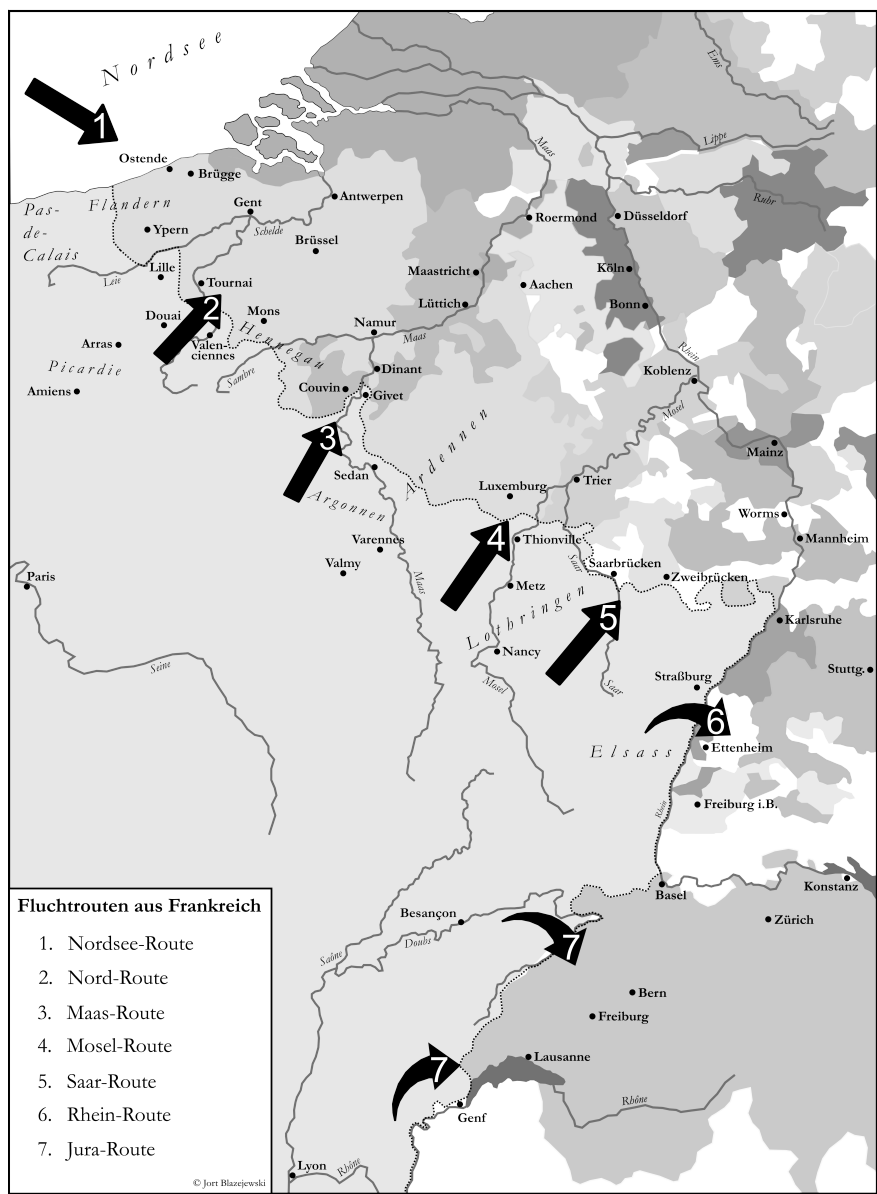 Nordsee
Ems
1
Lippe
Maas
Ostende
Brügge
Antwerpen
Ruhr
Pas-
de-
Calais
Flandern
Gent
Roermond
Düsseldorf
Ypern
Schelde
Brüssel
Leie
Lille
Maastricht
Köln
Tournai
Aachen
2
Lüttich
Bonn
Douai
Mons
Namur
Arras
Valen-
ciennes
Hennegau
Maas
Rhein
Picardie
Sambre
Dinant
Koblenz
Amiens
Couvin
Givet
Mosel
3
Ardennen
Mainz
Sedan
Trier
Luxemburg
Argonnen
Worms
4
Thionville
Mannheim
Varennes
Saar
Valmy
Saarbrücken
Zweibrücken
Paris
Maas
Metz
Lothringen
5
Karlsruhe
Nancy
Seine
Mosel
Saar
Straßburg
Stuttg.
6
Elsass
Ettenheim
Rhein
Freiburg i.B.
Basel
Konstanz
Besançon
Zürich
Doubs
7
Saône
Bern
Freiburg
Lausanne
7
Rhône
Genf
Lyon
Rhône
Fluchtrouten aus Frankreich
1. Nordsee-Route
2. Nord-Route
3. Maas-Route
4. Mosel-Route
5. Saar-Route
6. Rhein-Route
7. Jura-Route
© Jort Blazejewski